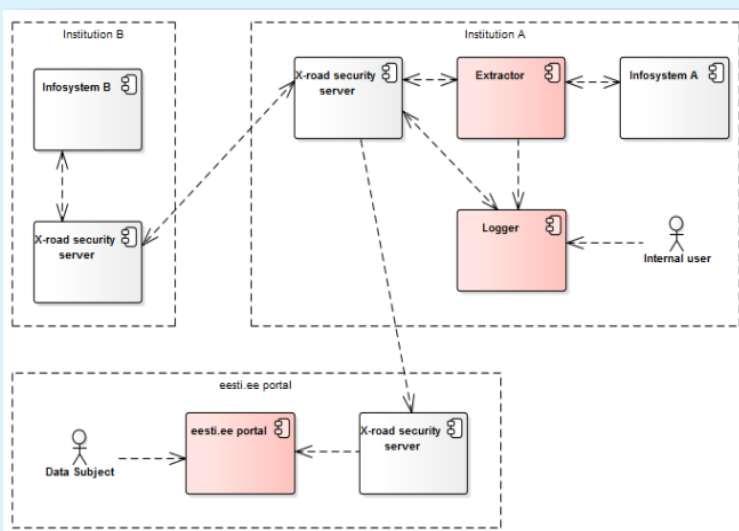 Institution B
Institution A
Infosystem B
X-road security
server
Extractor
Infosystem A
X-road security
server
Logger
Internal user
eesti.ee portal
Data Subject
eesti.ee portal
X-road security
server